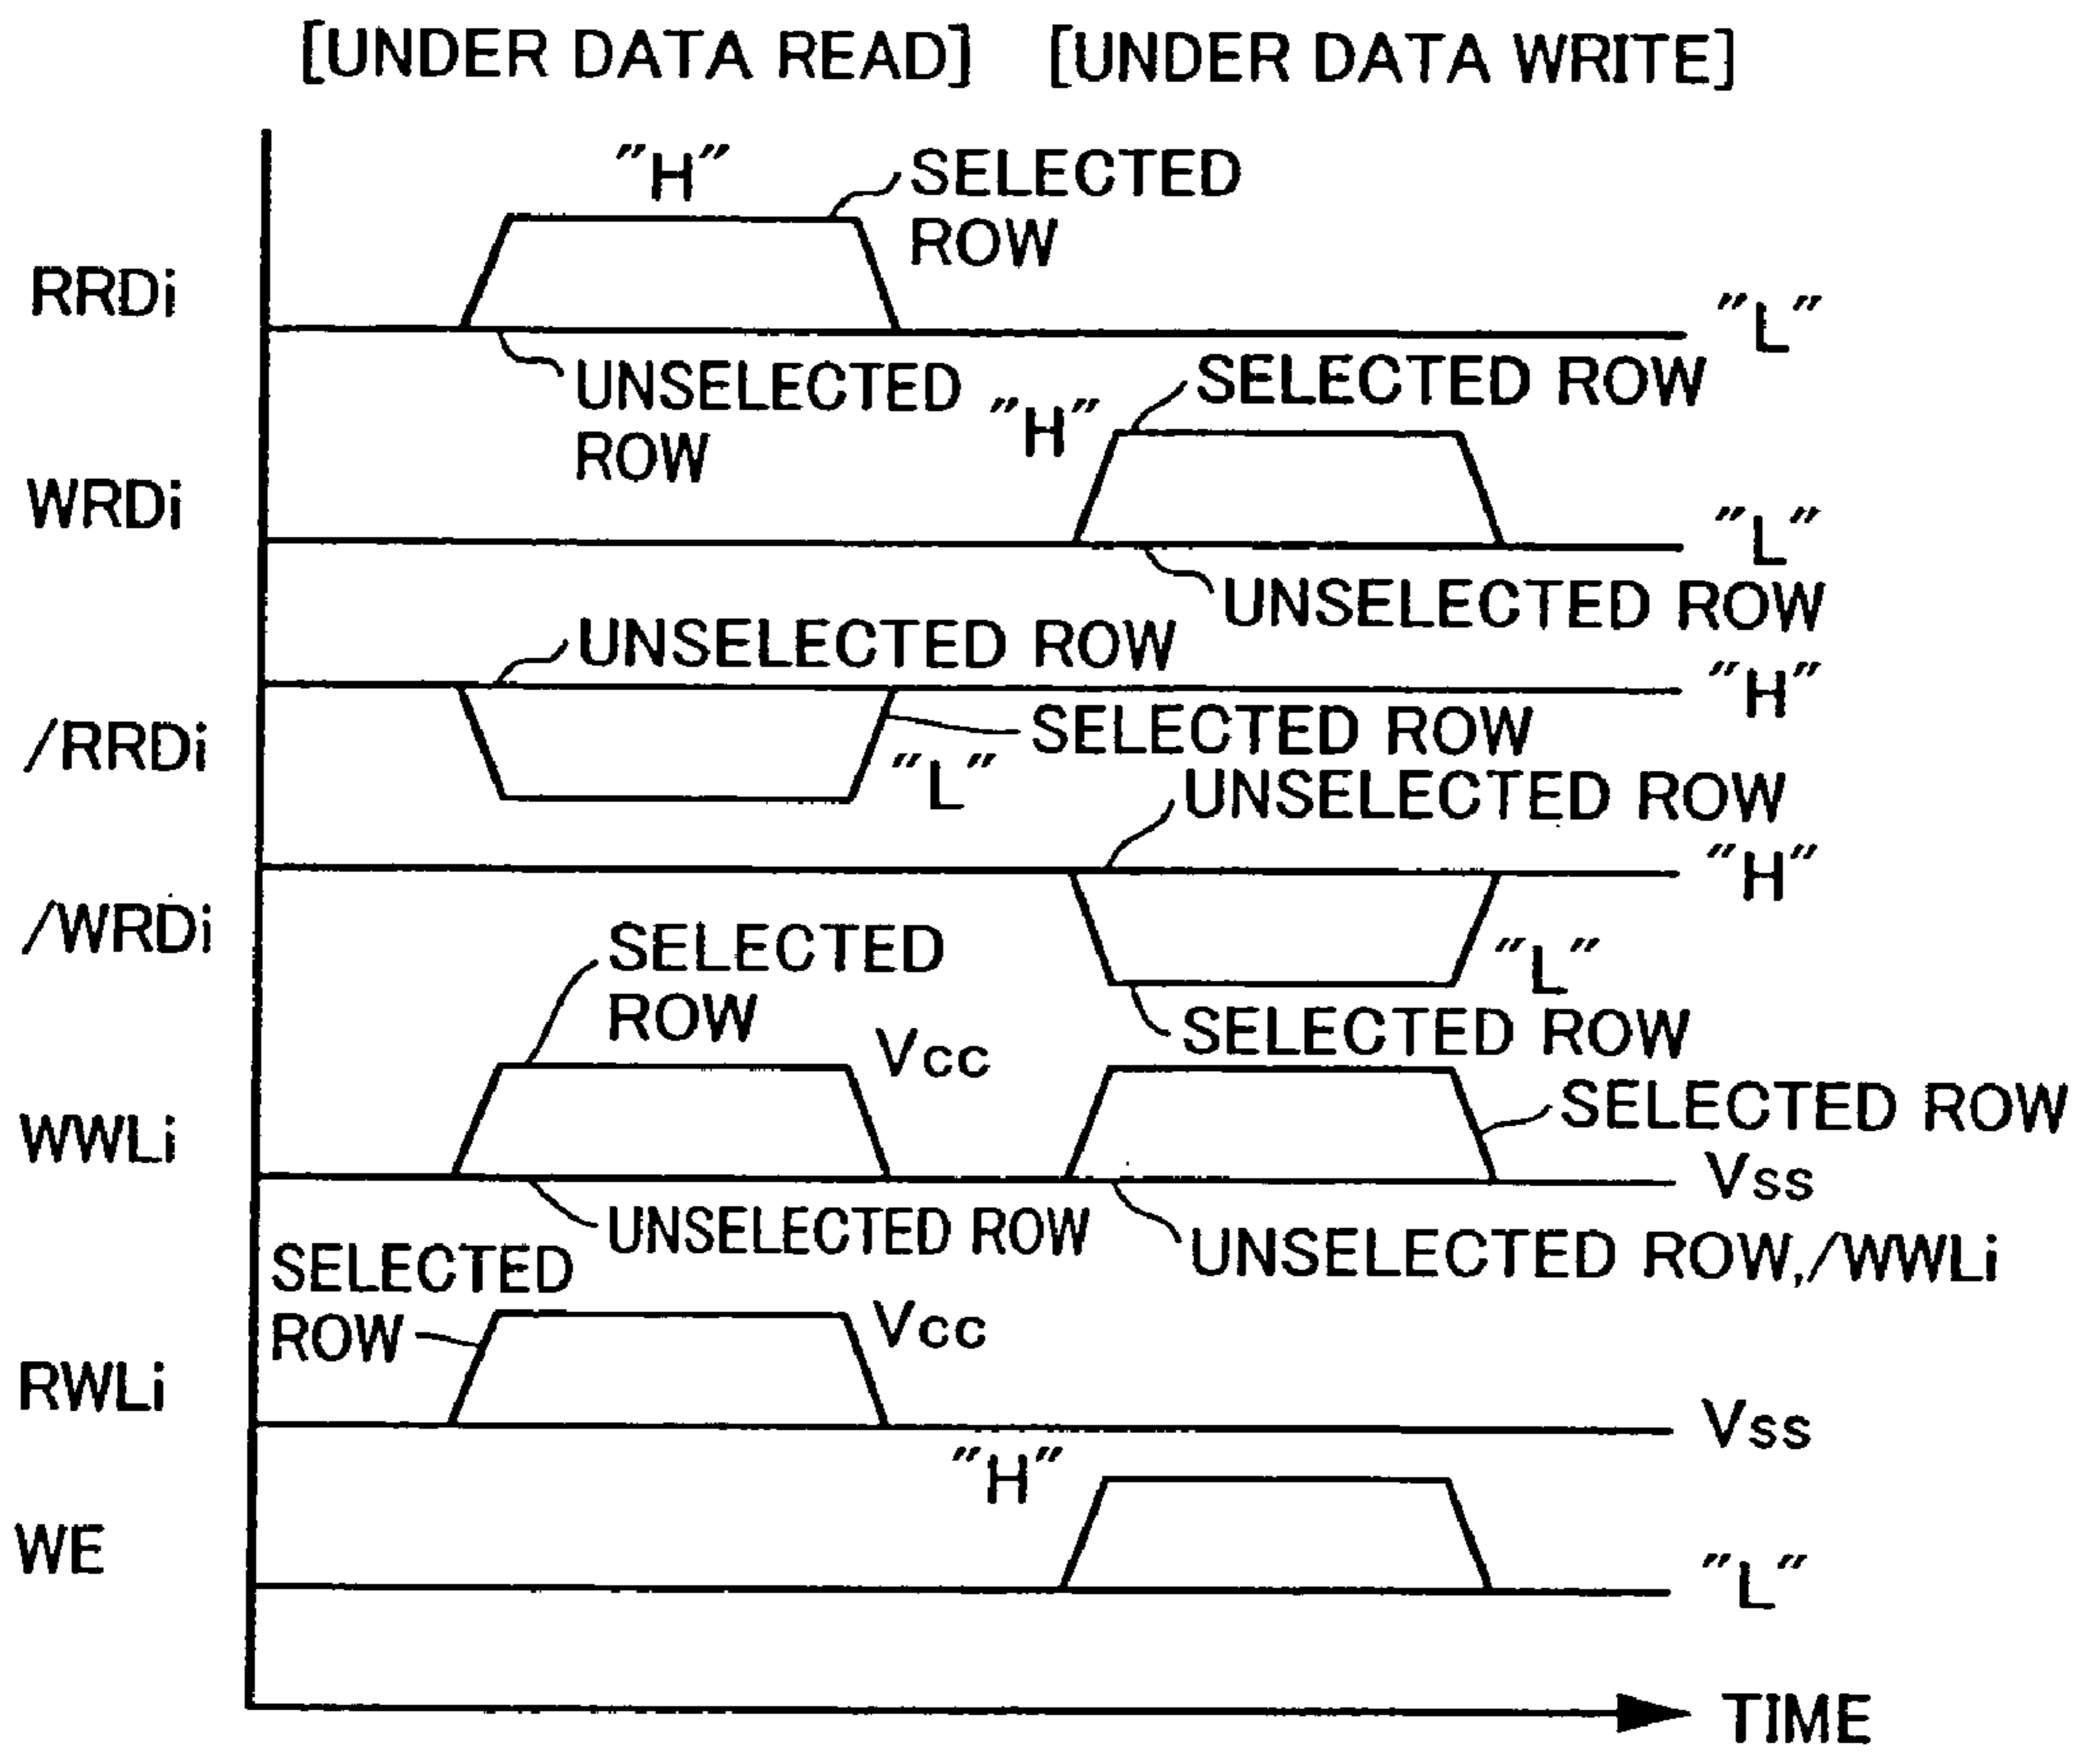 [UNDER DATA READ] [UNDER DATA WRITE]
"H"
SELECTED
ROW
RRDi
"L"
UNSELECTED
ROW
"H"
SELECTED ROW
WRDi
"L"
UNSELECTED ROW
UNSELECTED ROW
"H"
/RRDi
SELECTED ROW
"L"
UNSELECTED ROW
"H"
/WRDi
SELECTED
ROW
"L"
SELECTED ROW
Vcc
WWLi
SELECTED ROW
Vss
UNSELECTED ROW
UNSELECTED ROW,/WWLi
SELECTED
ROW
Vcc
RWLi
Vss
"H"
WE
"L"
TIME